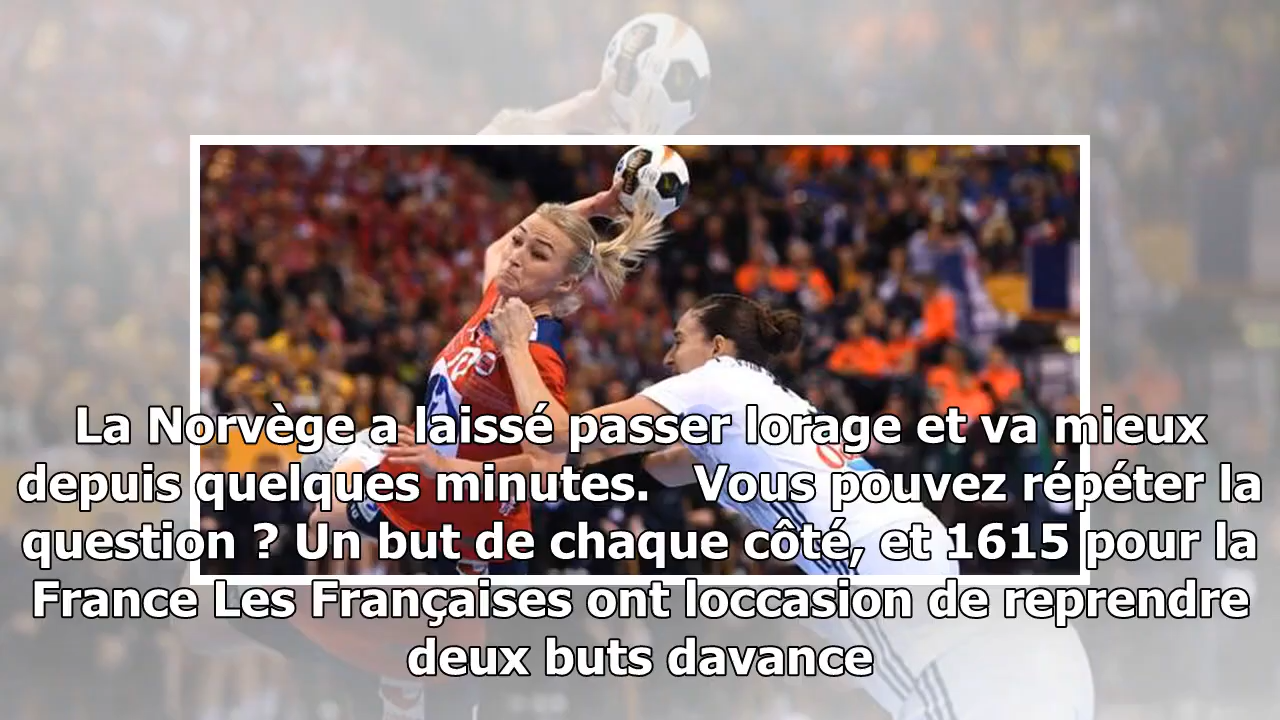 La Norvège a laissé passer lorage et va mieux
depuis quelques minutes.   Vous pouvez répéter la
question ? Un but de chaque côté, et 1615 pour la
France Les Françaises ont loccasion de reprendre
deux buts davance